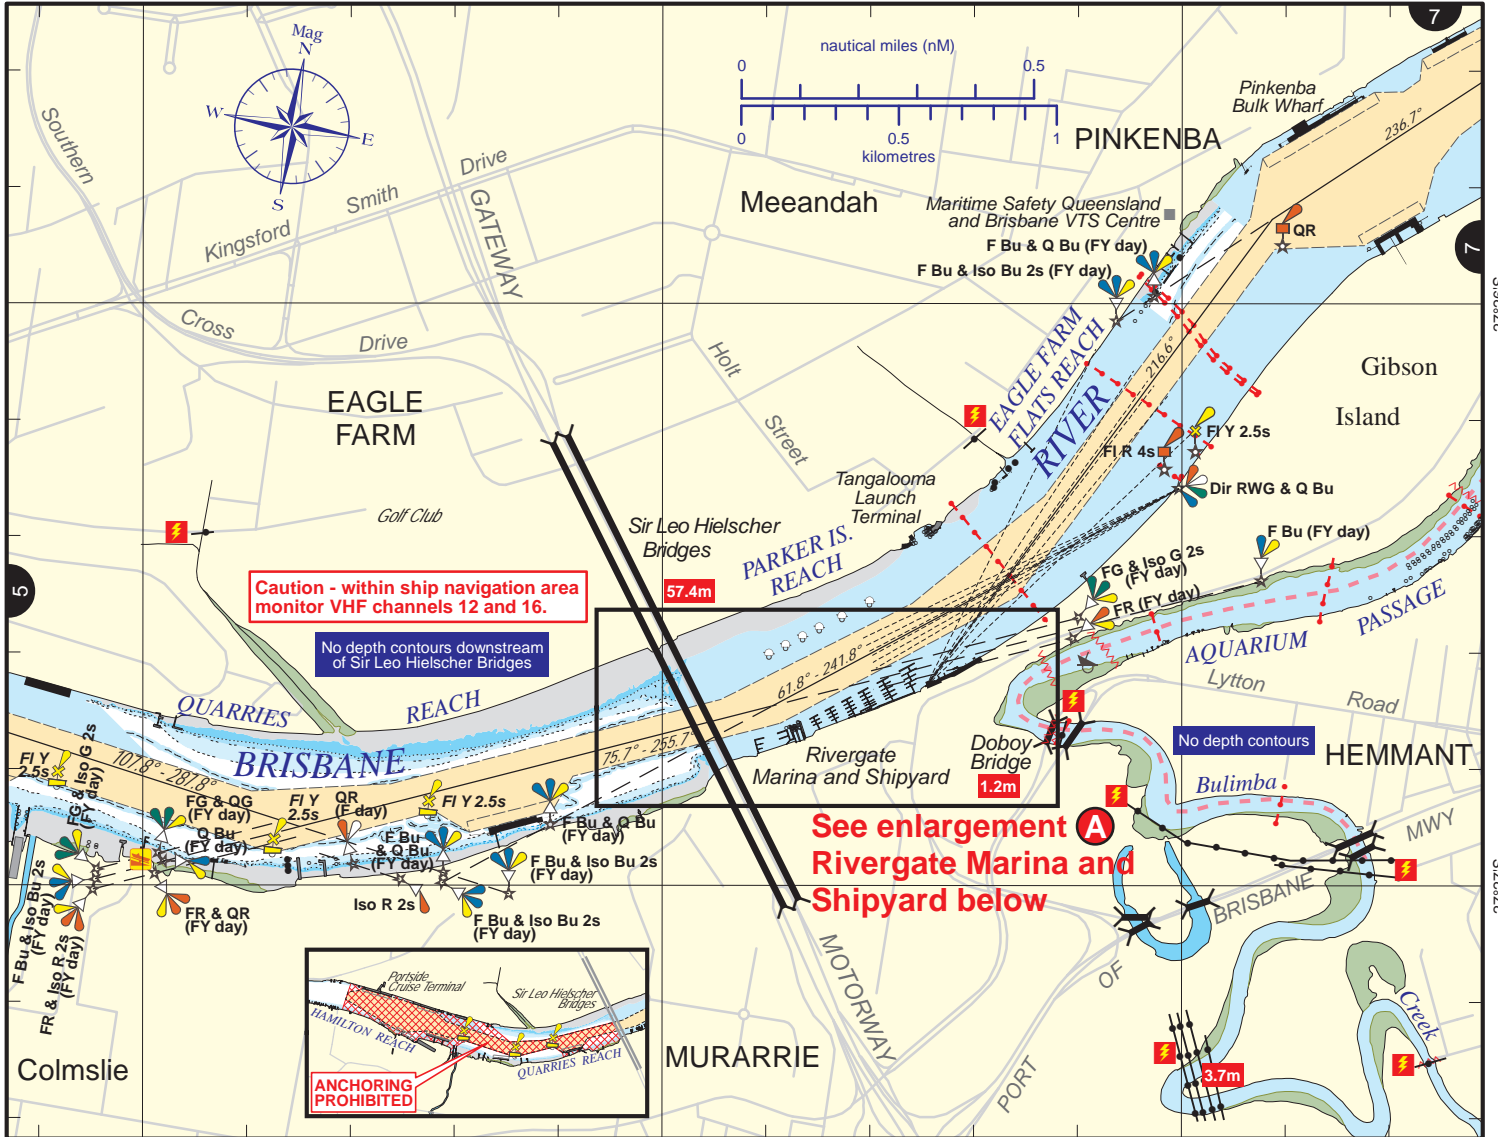 7
Mag
N
W
E
S
nautical miles (nM)
0
0.5
0
0.5
1
kilometres
Pinkenba
Bulk Wharf
PINKENBA
236.7°
Southern
Kingsford
Smith
Drive
GATEWAY
Meeandah
Maritime Safety Queensland
and Brisbane VTS Centre
F Bu & Q Bu (FY day)
F Bu & Iso Bu 2s (FY day)
QR
7
Cross
Drive
Holt
Street
EAGLE FARM
FLATS REACH
RIVER
216.6°
Gibson
Island
EAGLE
FARM
Fl Y 2.5s
Fl R 4s
Dir RWG & Q Bu
Golf Club
Tangalooma
Launch
Terminal
Sir Leo Hielscher
Bridges
57.4m
PARKER IS.
REACH
F Bu (FY day)
FG & Iso G 2s
(FY day)
FR (FY day)
5
Caution - within ship navigation area
monitor VHF channels 12 and 16.
No depth contours downstream
of Sir Leo Hielscher Bridges
AQUARIUM
PASSAGE
Lytton
Road
61.8° - 241.8°
QUARRIES
REACH
BRISBANE
107.8° - 287.8°
75.7° - 255.7°
Rivergate
Marina and Shipyard
Doboy
Bridge
1.2m
No depth contours
HEMMANT
Bulimba
Fl Y
2.5s
FG & Iso G 2s
(FY day)
FG & QG
(FY day)
Q Bu
(FY day)
Fl Y
2.5s
QR
(F day)
Fl Y 2.5s
F Bu
& Q Bu
(FY day)
F Bu & Q Bu
(FY day)
F Bu & Iso Bu 2s
(FY day)
See enlargement A
Rivergate Marina and
Shipyard below
MWY
BRISBANE
OF
PORT
F Bu & Iso Bu 2s
(FY day)
FR & Iso R 2s
(FY day)
FR & QR
(FY day)
Iso R 2s
F Bu & Iso Bu 2s
(FY day)
MOTORWAY
Portside
Cruise Terminal
Sir Leo Hielscher
Bridges
HAMILTON REACH
QUARRIES REACH
ANCHORING
PROHIBITED
Colmslie
MURARRIE
Creek
3.7m